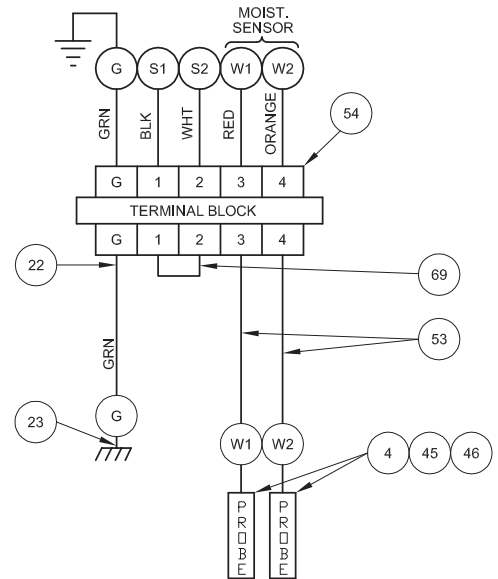 MOIST.
SENSOR
G S1 S2 W1 W2
GRN BLK WHT RED ORANGE
54
G 1 2 3 4
TERMINAL BLOCK
G 1 2 3 4
22
69
53
GRN
G
23
W1 W2
4 45 46
PROBE PROBE